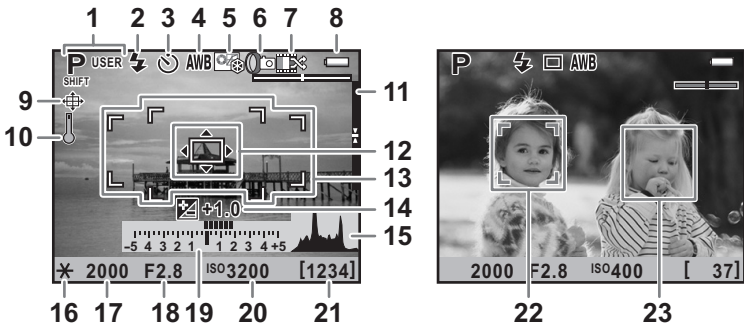 1 2 3 4 5 6 7 8
P USER AWB
SHIFT
P AWB
9
10
11
12
13
14
15
+1.0
-5 4 3 2 1 1 2 3 4 +5
2000 F2.8 ISO3200 [1234]
2000 F2.8 ISO400 [ 37]
16 17 18 19 20 21
22 23